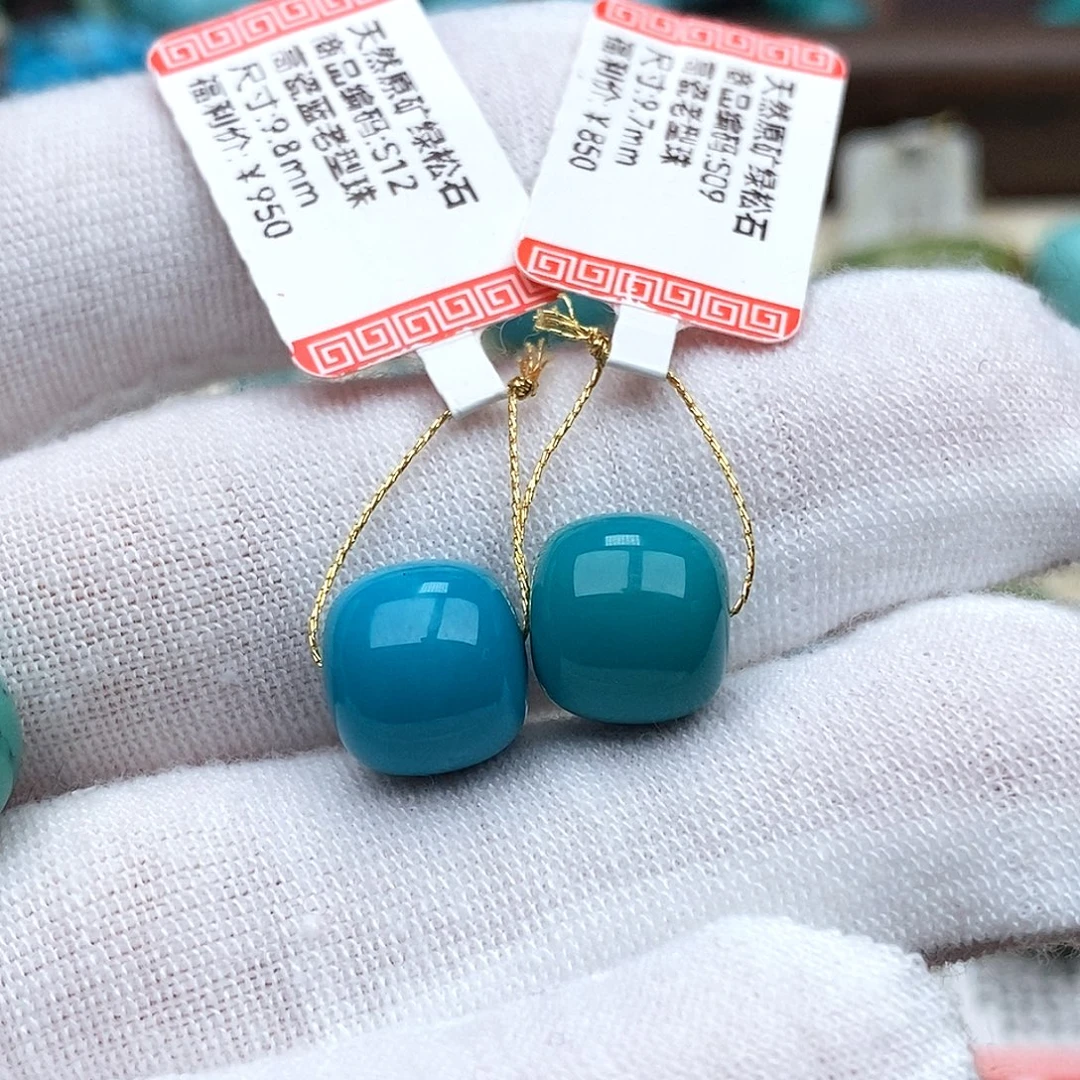 天然原矿绿松石
商品编码:S12
高瓷蓝老型珠
尺寸:9.8mm
福利价:￥950
天然原矿绿松石
商品编码:S09
高瓷老型珠
尺寸:9.7mm
福利价:￥850